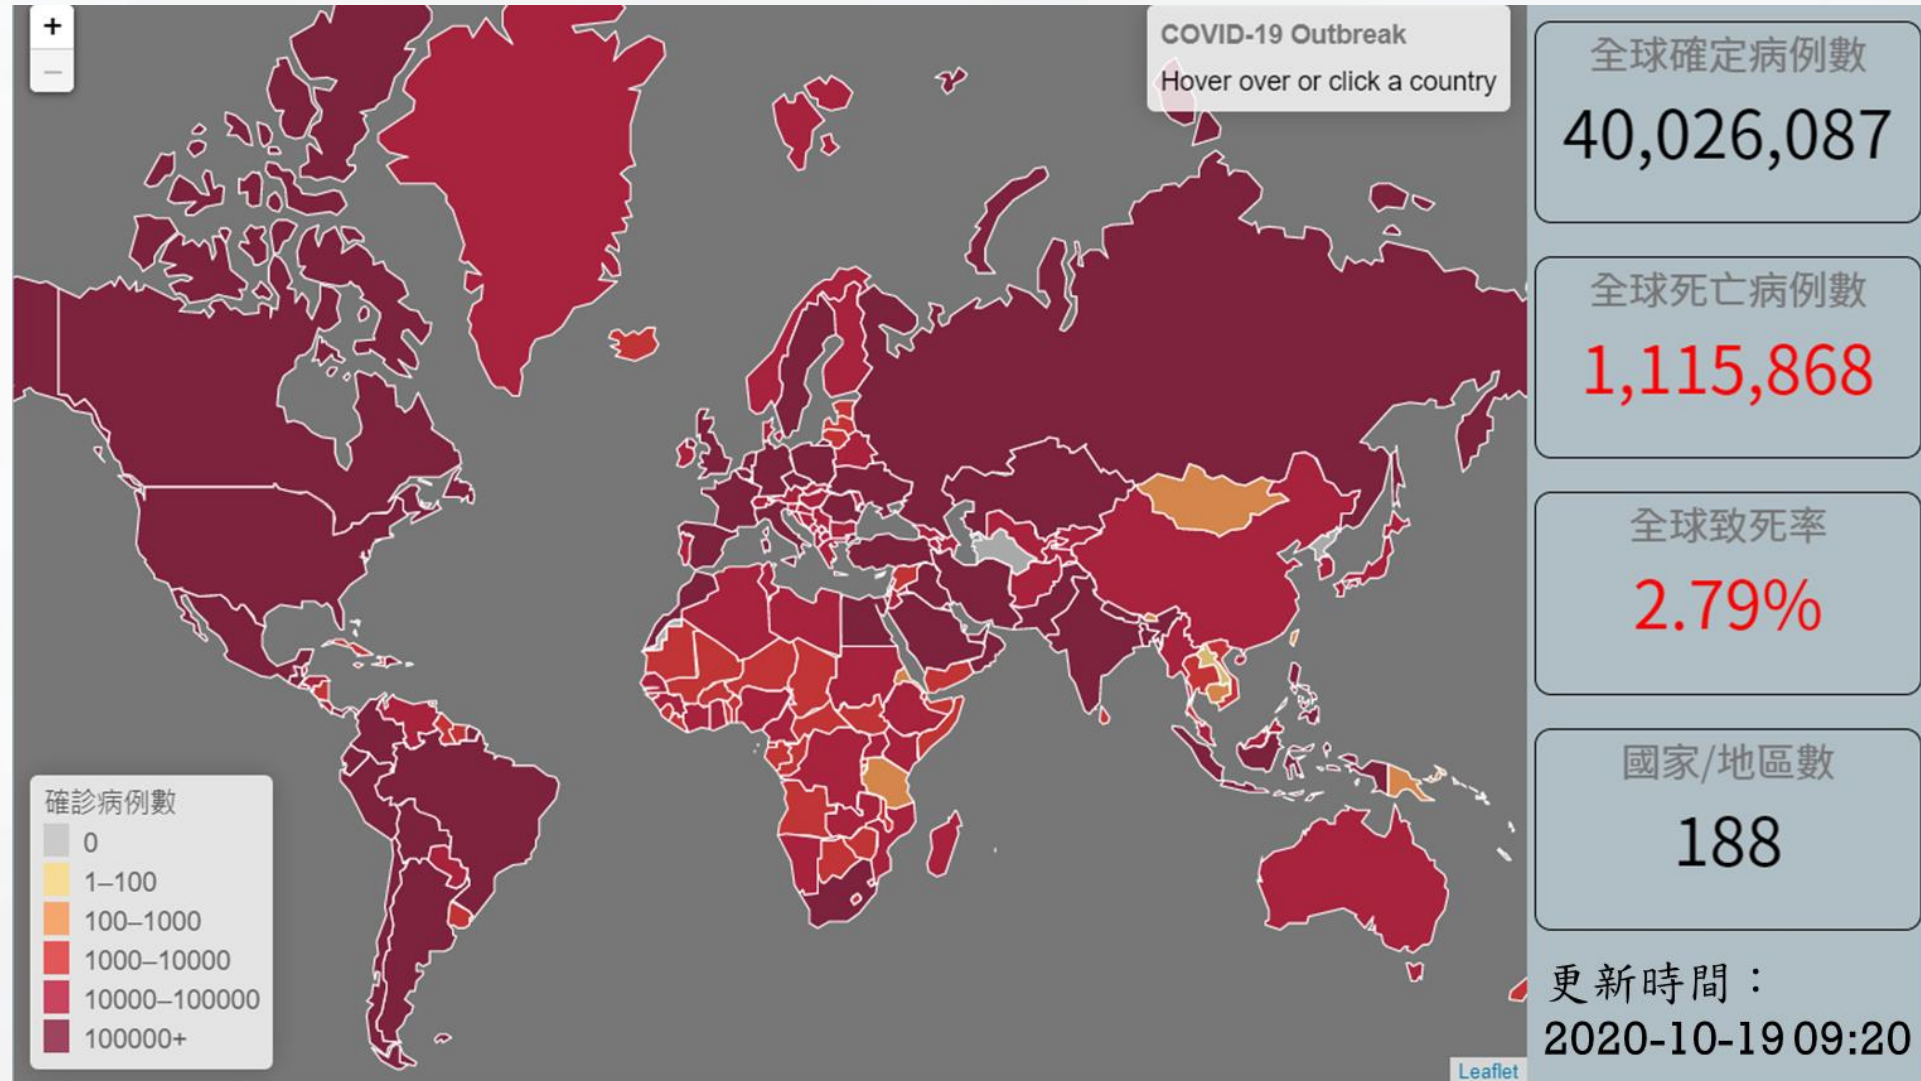 +
−
COVID-19 Outbreak
Hover over or click a country
確診病例數
0
1–100
100–1000
1000–10000
10000–100000
100000+
Leaflet
全球確定病例數
40,026,087
全球死亡病例數
1,115,868
全球致死率
2.79%
國家/地區數
188
更新時間：
2020-10-19 09:20